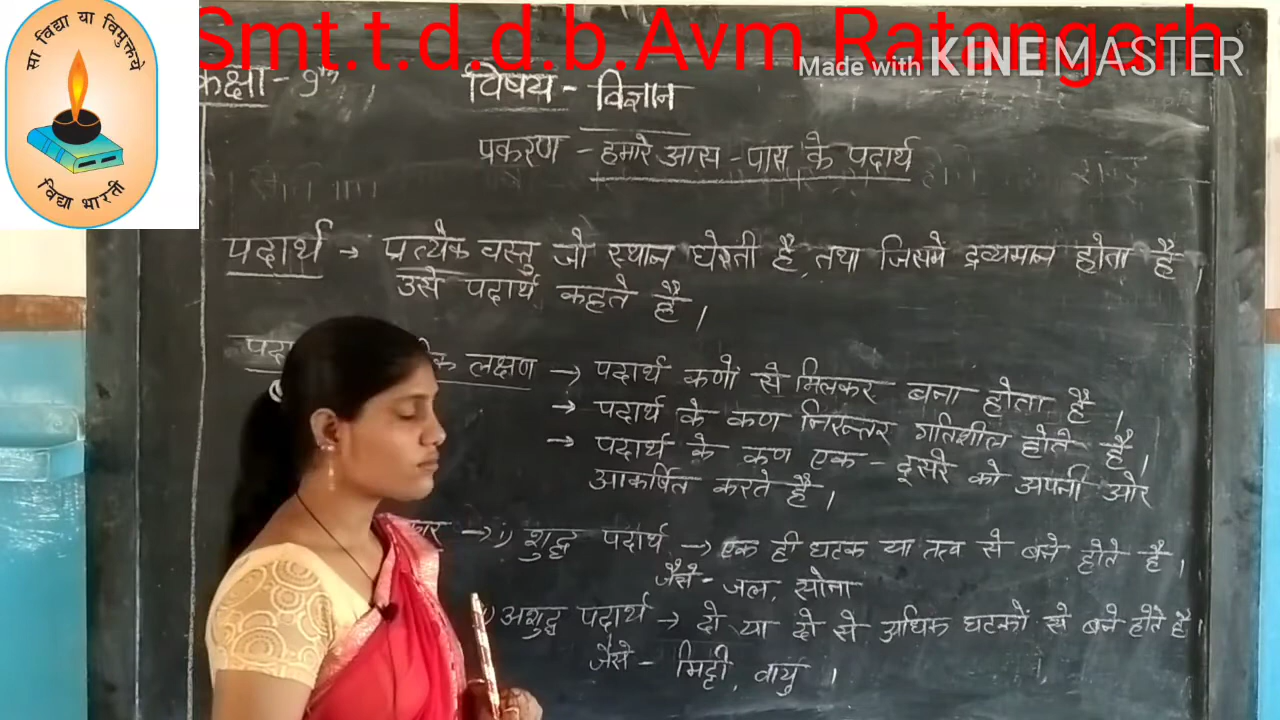 Smt.t.d.d.b.Avm Ratangarh
Made with KINEMASTER
सा विद्या या विमुक्तये
विद्या भारती
कक्षा - 9th
विषय - विज्ञान
प्रकरण - हमारे आस - पास के पदार्थ
पदार्थ → प्रत्येक वस्तु जो स्थान घेरती है, तथा जिसमें द्रव्यमान होता है,
उसे पदार्थ कहते हैं।
लक्षण → पदार्थ कणों से मिलकर बना होता है।
→ पदार्थ के कण निरन्तर गतिशील होते है।
→ पदार्थ के कण एक - दूसरे को अपनी ओर
आकर्षित करते है।
→ i) शुद्ध पदार्थ → एक ही घटक या तत्व से बने होते है।
जैसे - जल, सोना
) अशुद्ध पदार्थ → दो या दो से अधिक घटकों से बने होते है।
जैसे - मिट्टी, वायु ।